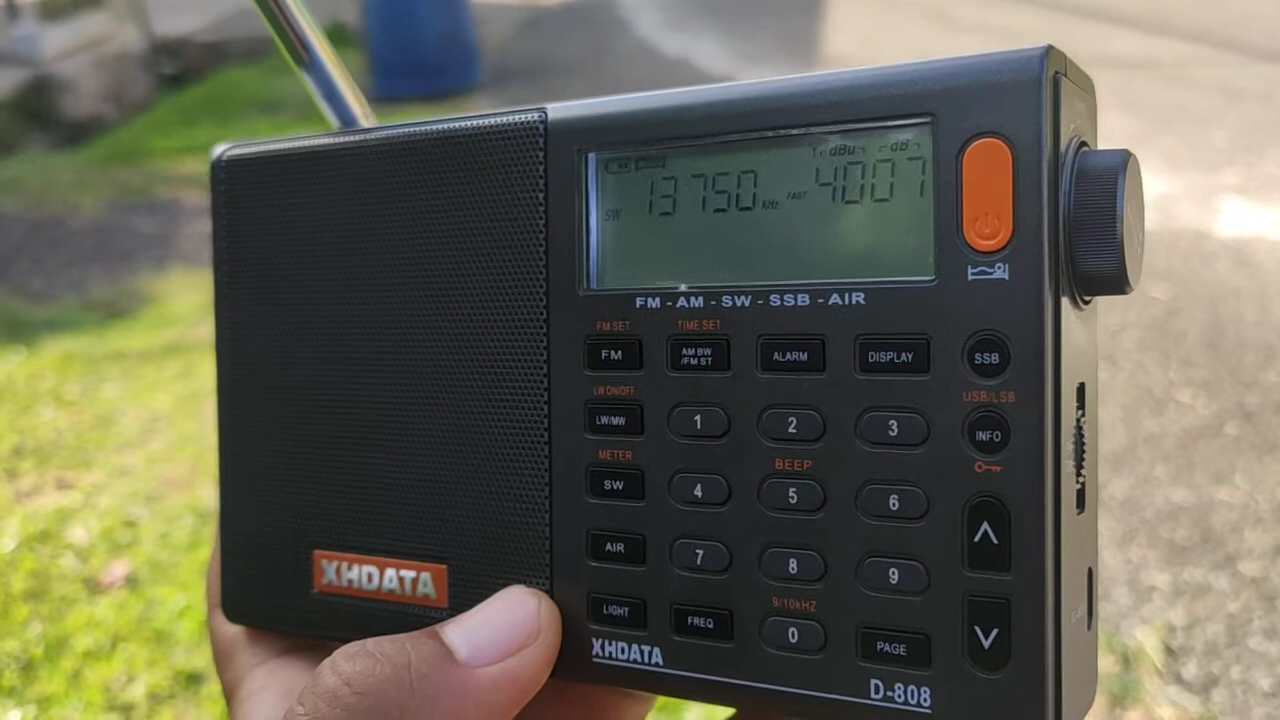 dBu dB
SW 13750 KHz FAST 4007
FM - AM - SW - SSB - AIR
FM SET TIME SET
FM AM BW /FM ST ALARM DISPLAY SSB
LW ON/OFF USB/LSB
LW/MW 1 2 3 INFO
METER BEEP
SW 4 5 6
AIR 7 8 9
XHDATA
9/10kHZ
LIGHT FREQ 0 PAGE
XHDATA
D-808